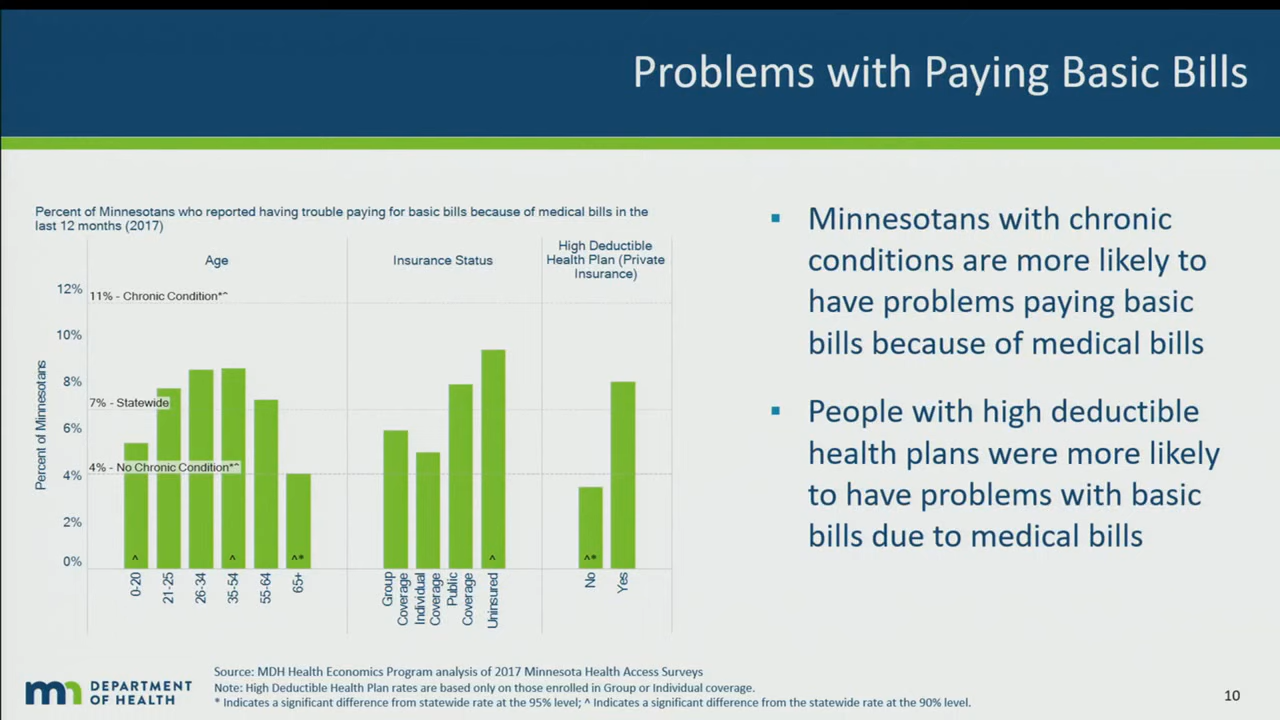 Problems with Paying Basic Bills
Percent of Minnesotans who reported having trouble paying for basic bills because of medical bills in the
last 12 months (2017)
Age
Insurance Status
High Deductible
Health Plan (Private
Insurance)
Percent of Minnesotans
12%
10%
8%
6%
4%
2%
0%
11% - Chronic Condition*^
7% - Statewide
4% - No Chronic Condition*^
^
^
^*
^
^*
0-20
21-25
26-34
35-54
55-64
65+
Group
Coverage
Individual
Coverage
Public
Coverage
Uninsured
No
Yes
▪ Minnesotans with chronic
conditions are more likely to
have problems paying basic
bills because of medical bills
▪ People with high deductible
health plans were more likely
to have problems with basic
bills due to medical bills
mn DEPARTMENT
OF HEALTH
Source: MDH Health Economics Program analysis of 2017 Minnesota Health Access Surveys
Note: High Deductible Health Plan rates are based only on those enrolled in Group or Individual coverage.
* Indicates a significant difference from statewide rate at the 95% level; ^ Indicates a significant difference from the statewide rate at the 90% level.
10